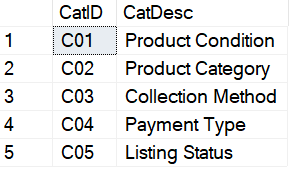 CatID CatDesc
1 C01 Product Condition
2 C02 Product Category
3 C03 Collection Method
4 C04 Payment Type
5 C05 Listing Status